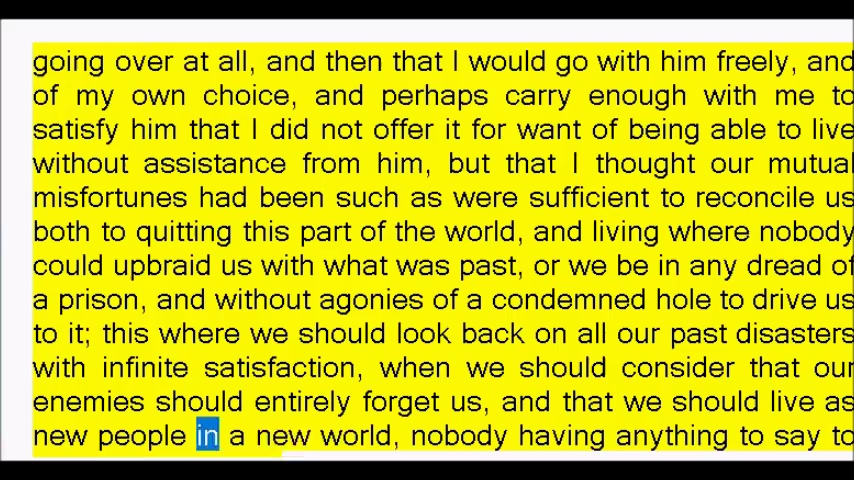 going over at all, and then that I would go with him freely, and
of my own choice, and perhaps carry enough with me to
satisfy him that I did not offer it for want of being able to live
without assistance from him, but that I thought our mutual
misfortunes had been such as were sufficient to reconcile us
both to quitting this part of the world, and living where nobody
could upbraid us with what was past, or we be in any dread of
a prison, and without agonies of a condemned hole to drive us
to it; this where we should look back on all our past disasters
with infinite satisfaction, when we should consider that our
enemies should entirely forget us, and that we should live as
new people in a new world, nobody having anything to say to